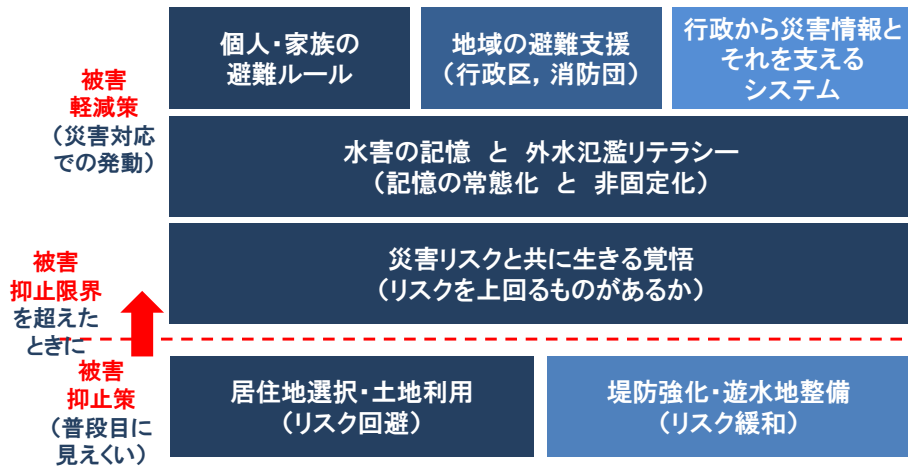 個人・家族の
避難ルール
地域の避難支援
（行政区，消防団）
行政から災害情報と
それを支える
システム
被害
軽減策
（災害対応
での発動）
水害の記憶　と　外水氾濫リテラシー
（記憶の常態化　と　非固定化）
災害リスクと共に生きる覚悟
（リスクを上回るものがあるか）
被害
抑止限界
を超えた
ときに
被害
抑止策
（普段目に
見えくい）
居住地選択・土地利用
（リスク回避）
堤防強化・遊水地整備
（リスク緩和）